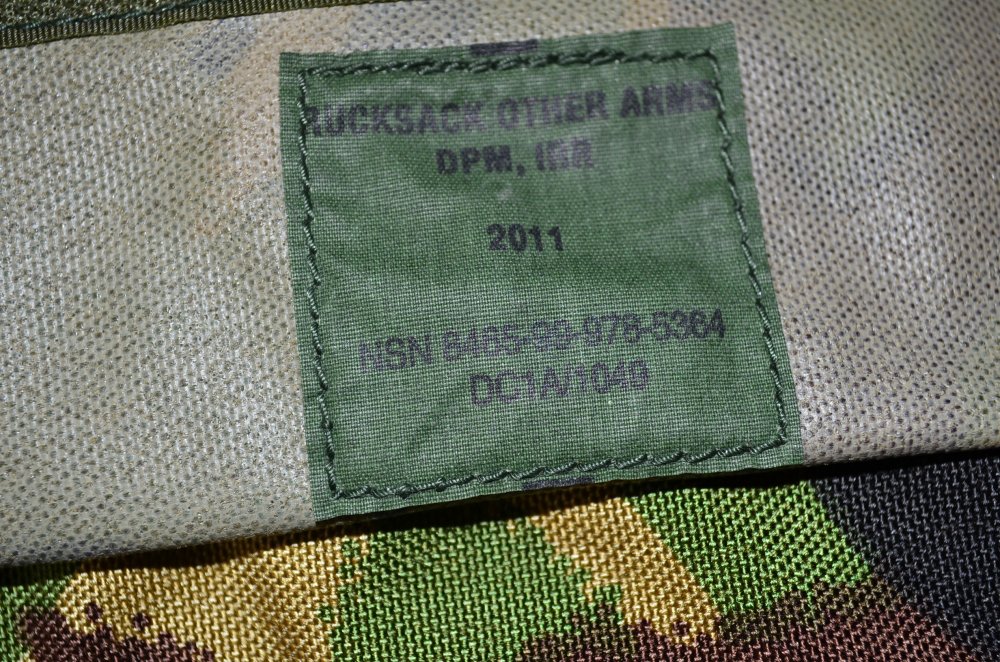 RUCKSACK OTHER ARMS
DPM, IRR
2011
NSN 8465-99-978-5364
DC1A/1049